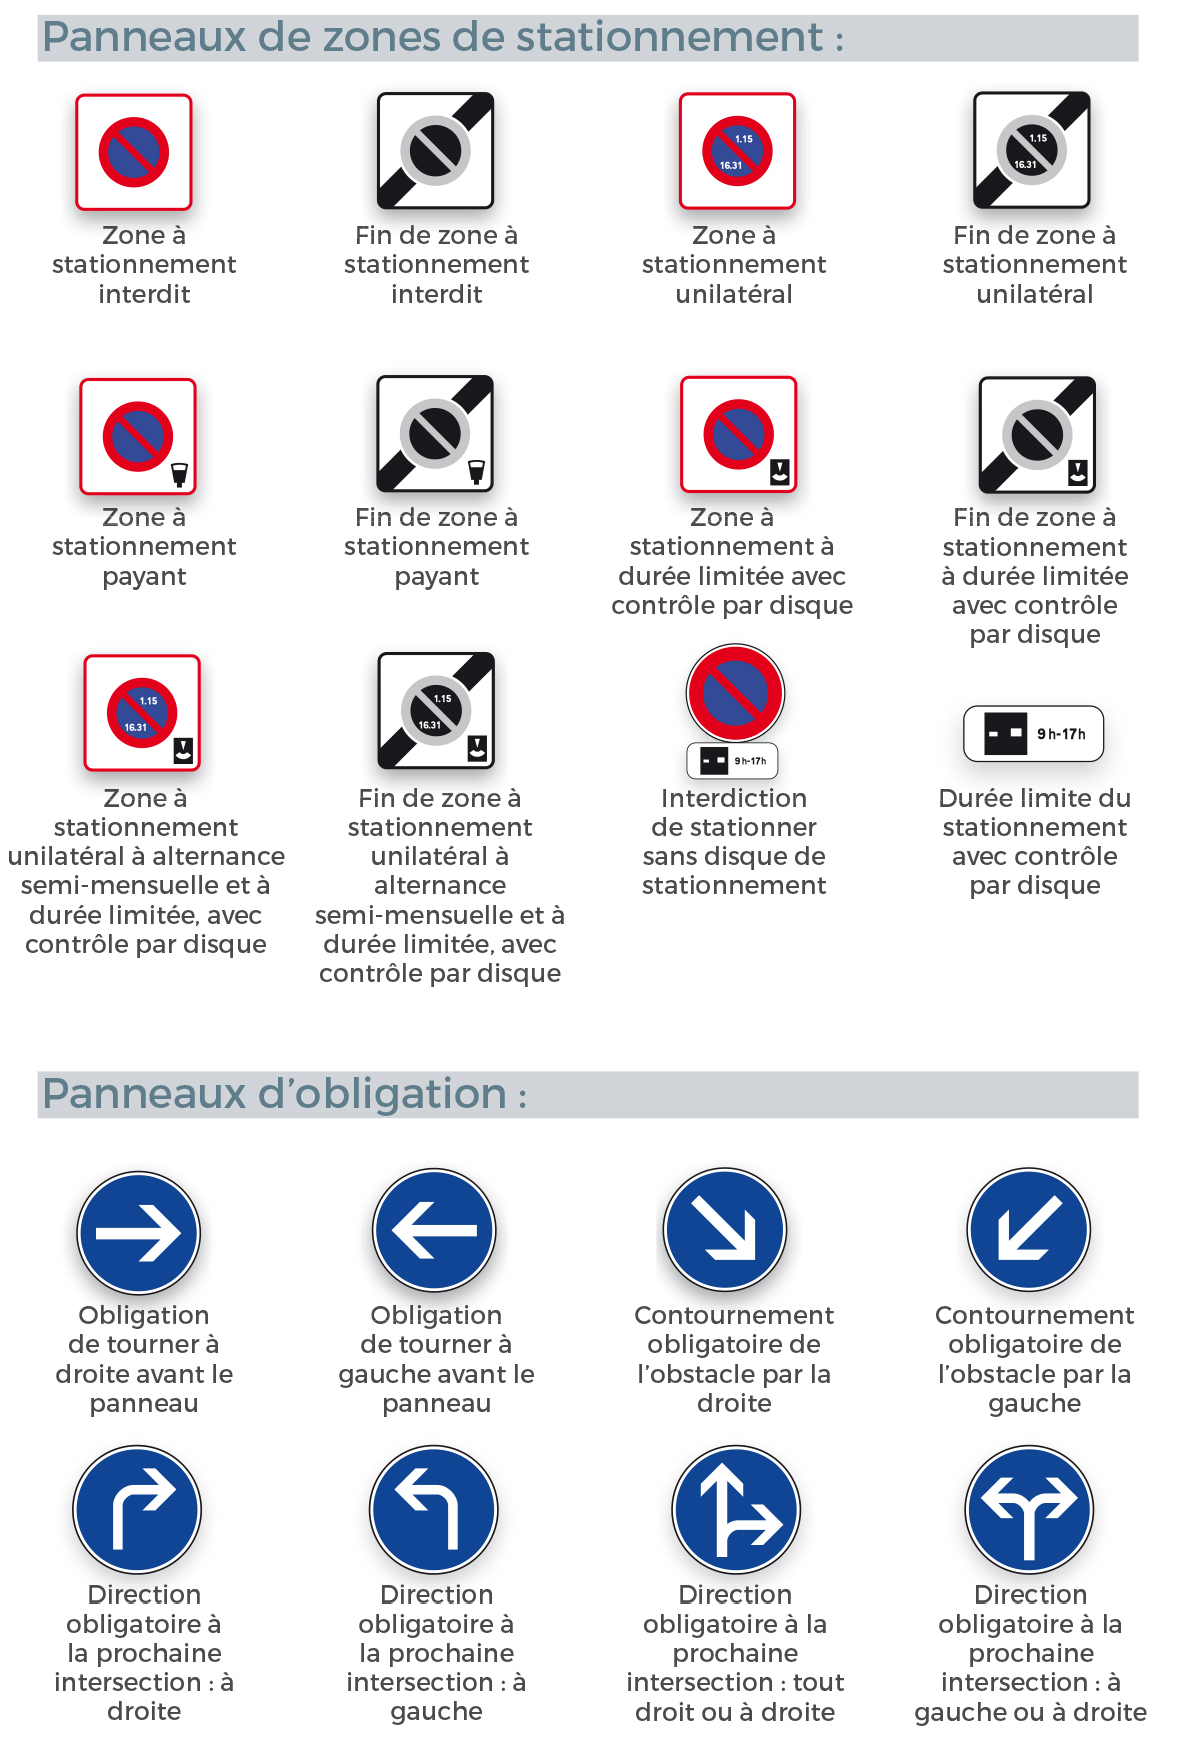 Panneaux de zones de stationnement :
1.15
16.31
1.15
16.31
Zone à
stationnement
interdit
Fin de zone à
stationnement
interdit
Zone à
stationnement
unilatéral
Fin de zone à
stationnement
unilatéral
Zone à
stationnement
payant
Fin de zone à
stationnement
payant
Zone à
stationnement à
durée limitée avec
contrôle par disque
Fin de zone à
stationnement
à durée limitée
avec contrôle
par disque
1.15
16.31
1.15
16.31
9h-17h
9h-17h
Zone à
stationnement
unilatéral à alternance
semi-mensuelle et à
durée limitée, avec
contrôle par disque
Fin de zone à
stationnement
unilatéral à
alternance
semi-mensuelle et à
durée limitée, avec
contrôle par disque
Interdiction
de stationner
sans disque de
stationnement
Durée limite du
stationnement
avec contrôle
par disque
Panneaux d’obligation :
Obligation
de tourner à
droite avant le
panneau
Obligation
de tourner à
gauche avant le
panneau
Contournement
obligatoire de
l’obstacle par la
droite
Contournement
obligatoire de
l’obstacle par la
gauche
Direction
obligatoire à
la prochaine
intersection : à
droite
Direction
obligatoire à
la prochaine
intersection : à
gauche
Direction
obligatoire à la
prochaine
intersection : tout
droit ou à droite
Direction
obligatoire à la
prochaine
intersection : à
gauche ou à droite